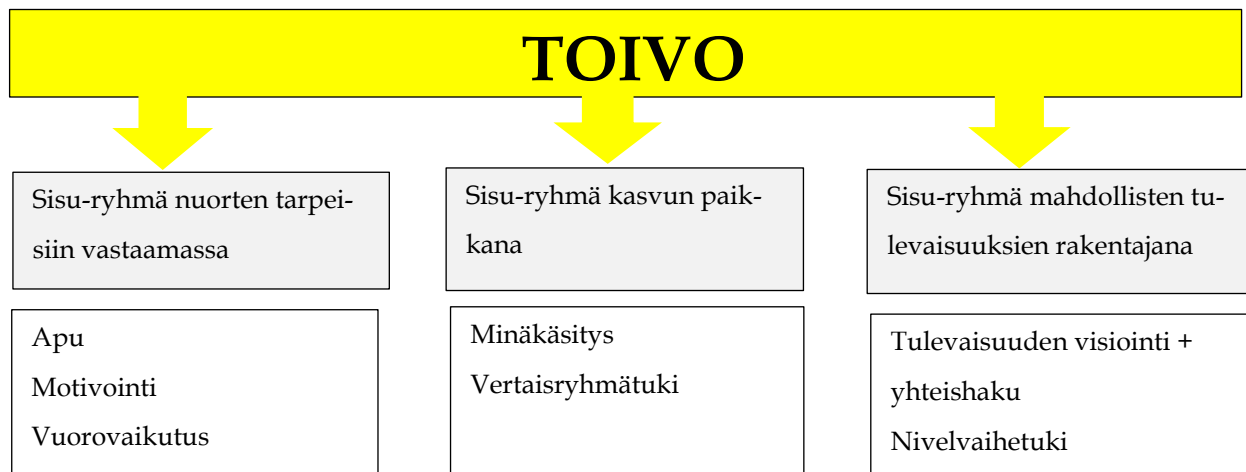 TOIVO
Sisu-ryhmä nuorten tarpei-
siin vastaamassa
Apu
Motivointi
Vuorovaikutus
Sisu-ryhmä kasvun paik-
kana
Minäkäsitys
Vertaisryhmätuki
Sisu-ryhmä mahdollisten tu-
levaisuuksien rakentajana
Tulevaisuuden visiointi +
yhteishaku
Nivelvaihetuki